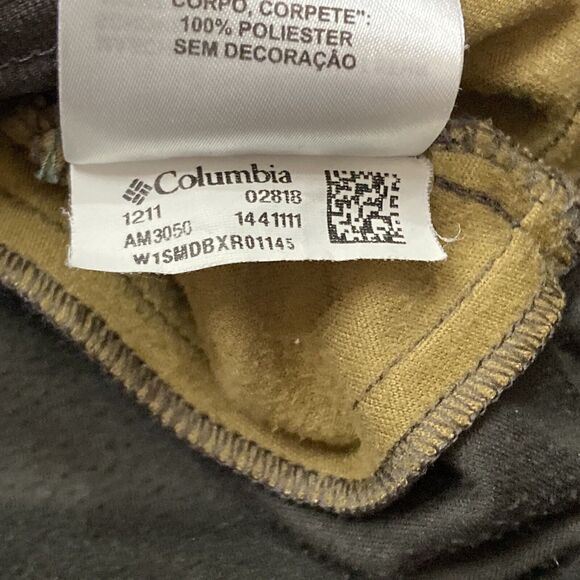 CORPO, CORPETE":
100% POLIESTER
SEM DECORAÇÃO
Columbia
1211 02818
AM3050 1441111
W1SMDBXR01145